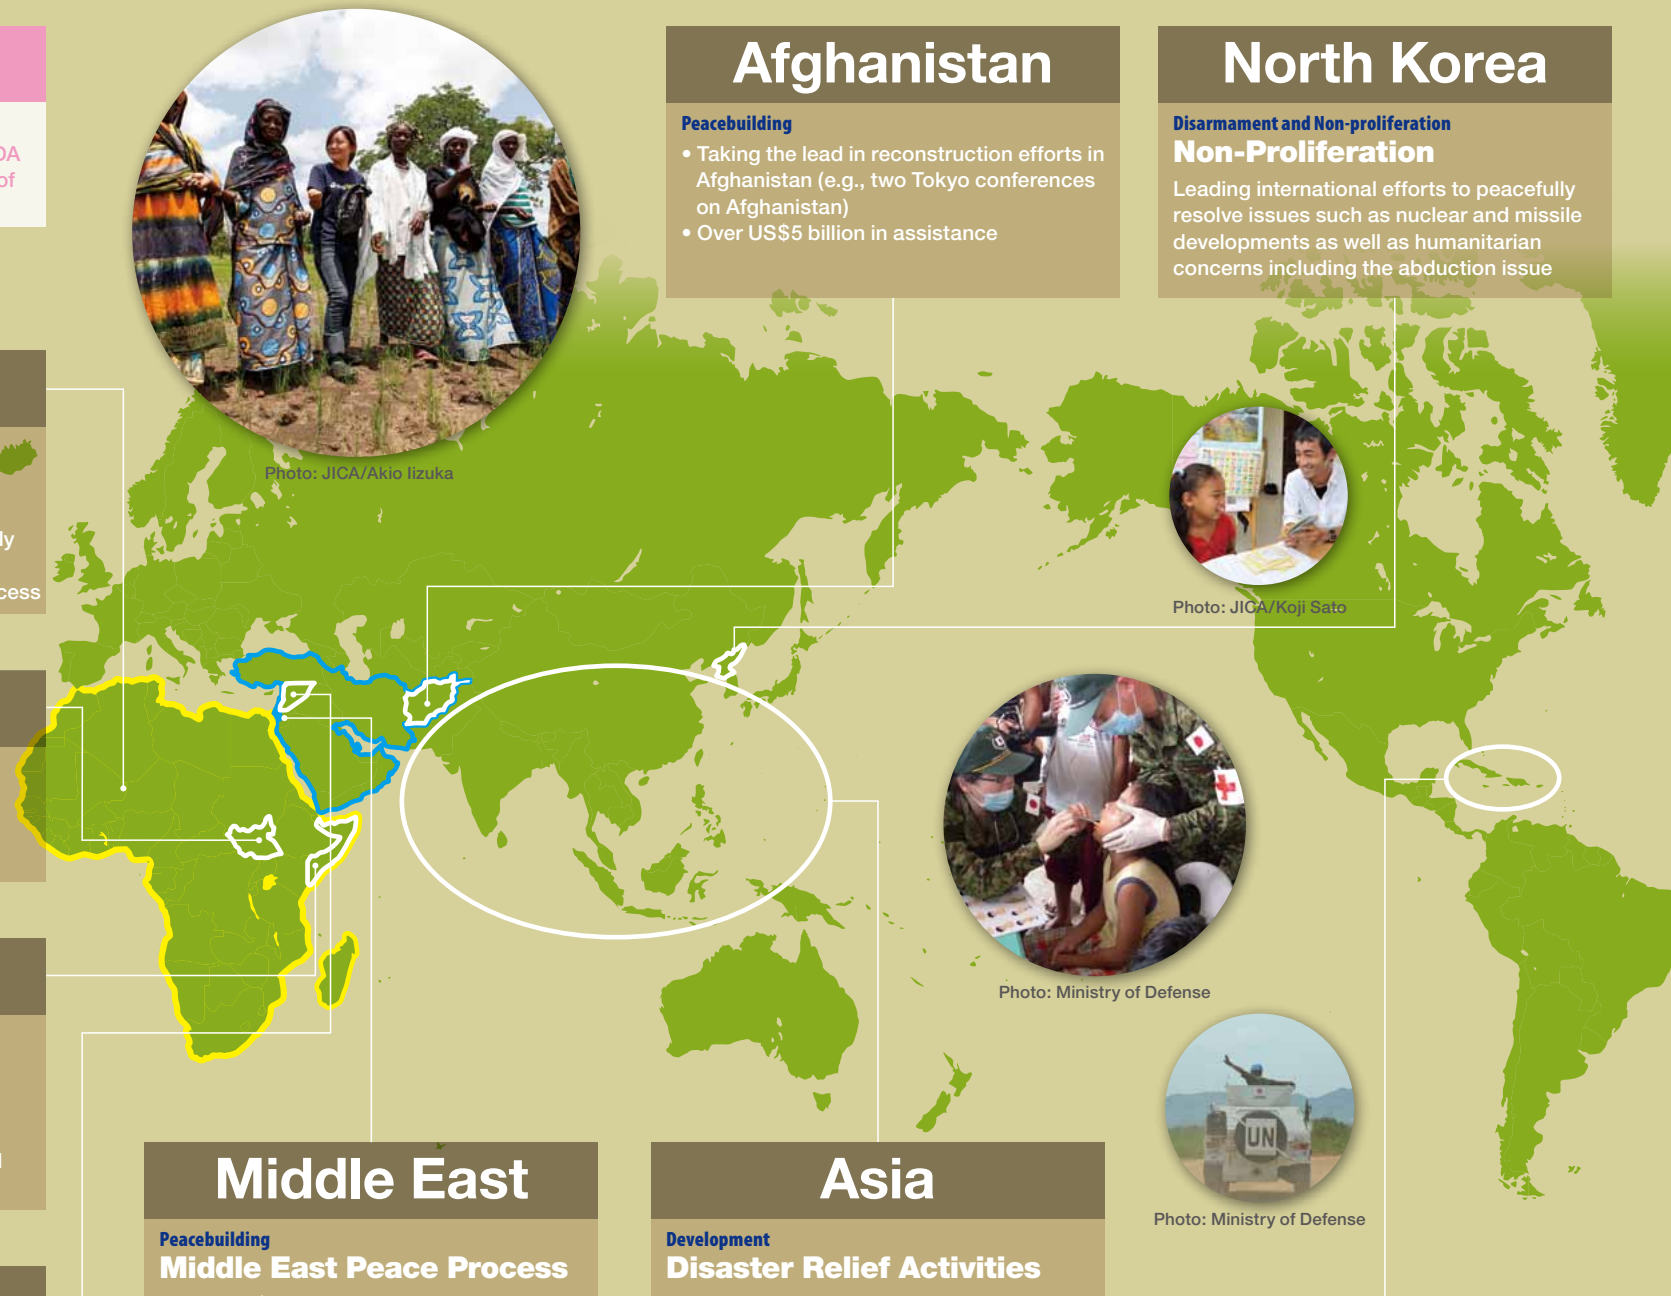 DA
of
ly
cess
Photo: JICA/Akio Iizuka
Afghanistan
Peacebuilding
• Taking the lead in reconstruction efforts in
Afghanistan (e.g., two Tokyo conferences
on Afghanistan)
• Over US$5 billion in assistance
North Korea
Disarmament and Non-proliferation
Non-Proliferation
Leading international efforts to peacefully
resolve issues such as nuclear and missile
developments as well as humanitarian
concerns including the abduction issue
Photo: JICA/Koji Sato
Photo: Ministry of Defense
UN
Photo: Ministry of Defense
Middle East
Peacebuilding
Middle East Peace Process
Asia
Development
Disaster Relief Activities